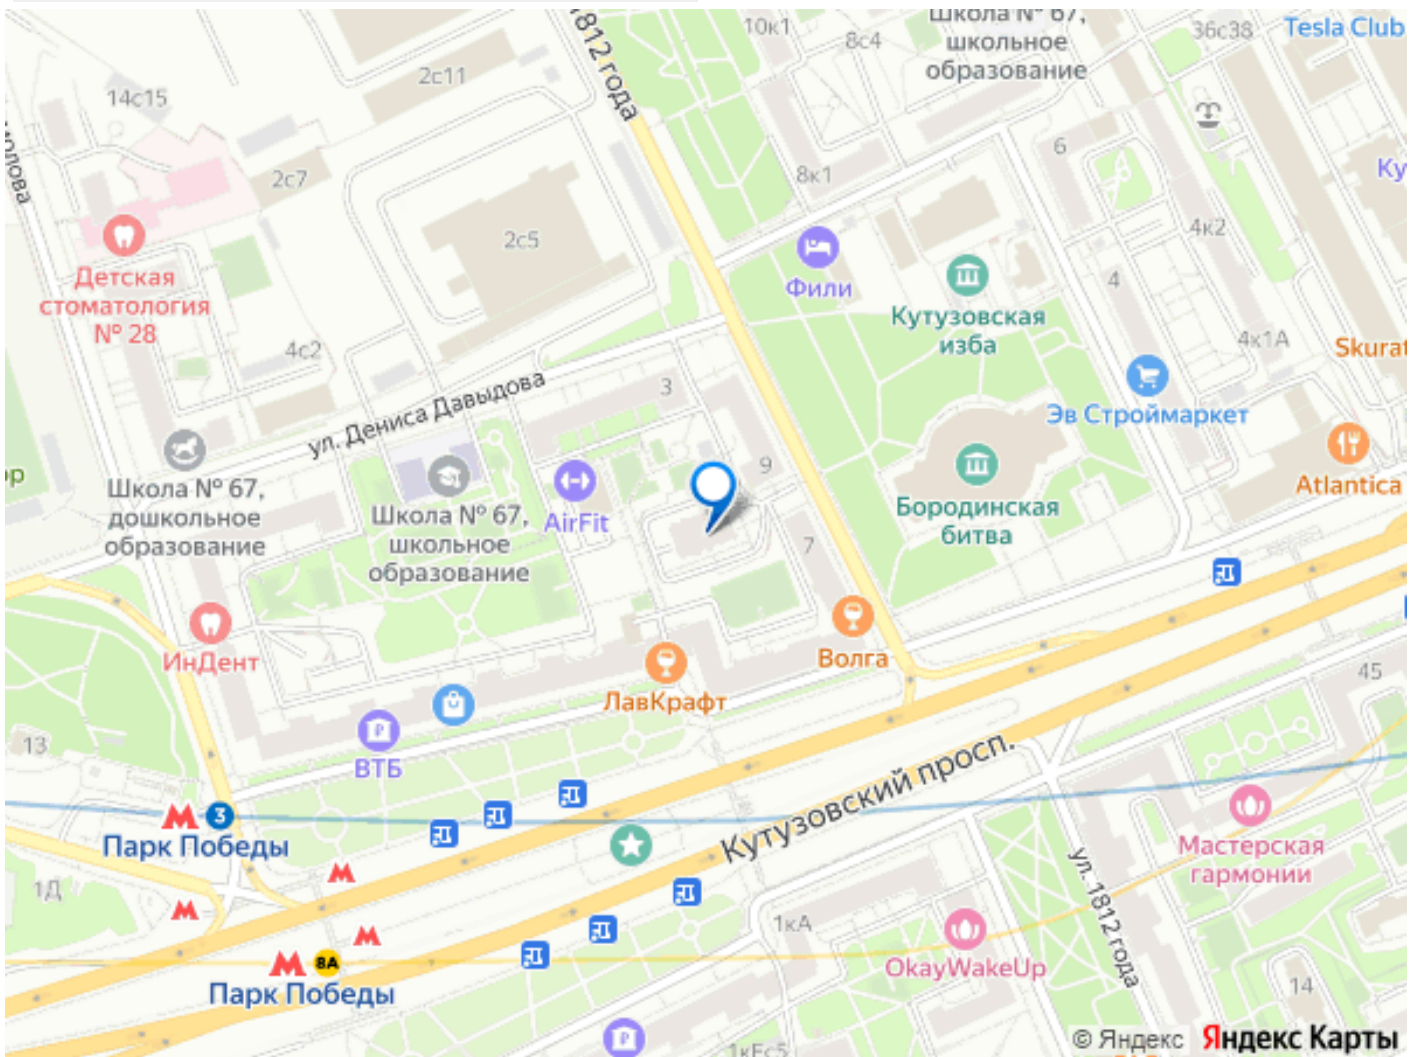 1812 года
10к1
8с4
Школа № 67,
школьное
образование
36с38
Tesla Club
2с11
14с15
2с7
6
8к1
Ку
2с5
4к2
Детская
стоматология
№ 28
Фили
Кутузовская
изба
4
4к1А
Skurat
4с2
ул. Дениса Давыдова
3
Эв Строймаркет
9
Atlantica
ор
Школа № 67,
дошкольное
образование
Школа № 67,
школьное
образование
AirFit
Бородинская
битва
7
ИнДент
Волга
ЛавКрафт
45
13
ВТБ
Кутузовский просп.
3
Парк Победы
Мастерская
гармонии
1Д
ул. 1812 года
1кА
8А
Парк Победы
OkayWakeUp
14
1кЕс5
© Яндекс Яндекс Карты